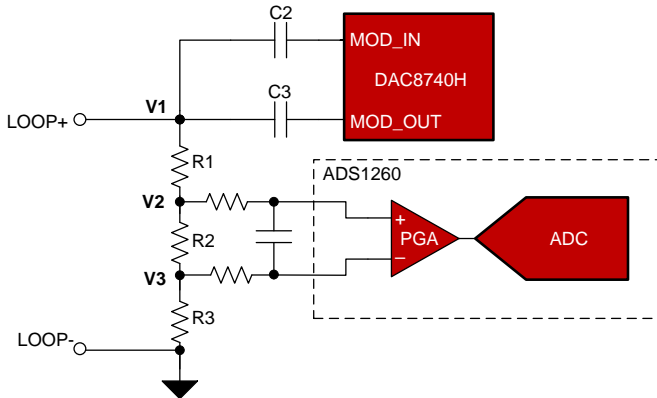 C2
MOD_IN
DAC8740H
C3
V1
MOD_OUT
LOOP+
R1
ADS1260
V2
+
PGA
ADC
R2
−
V3
R3
LOOP-